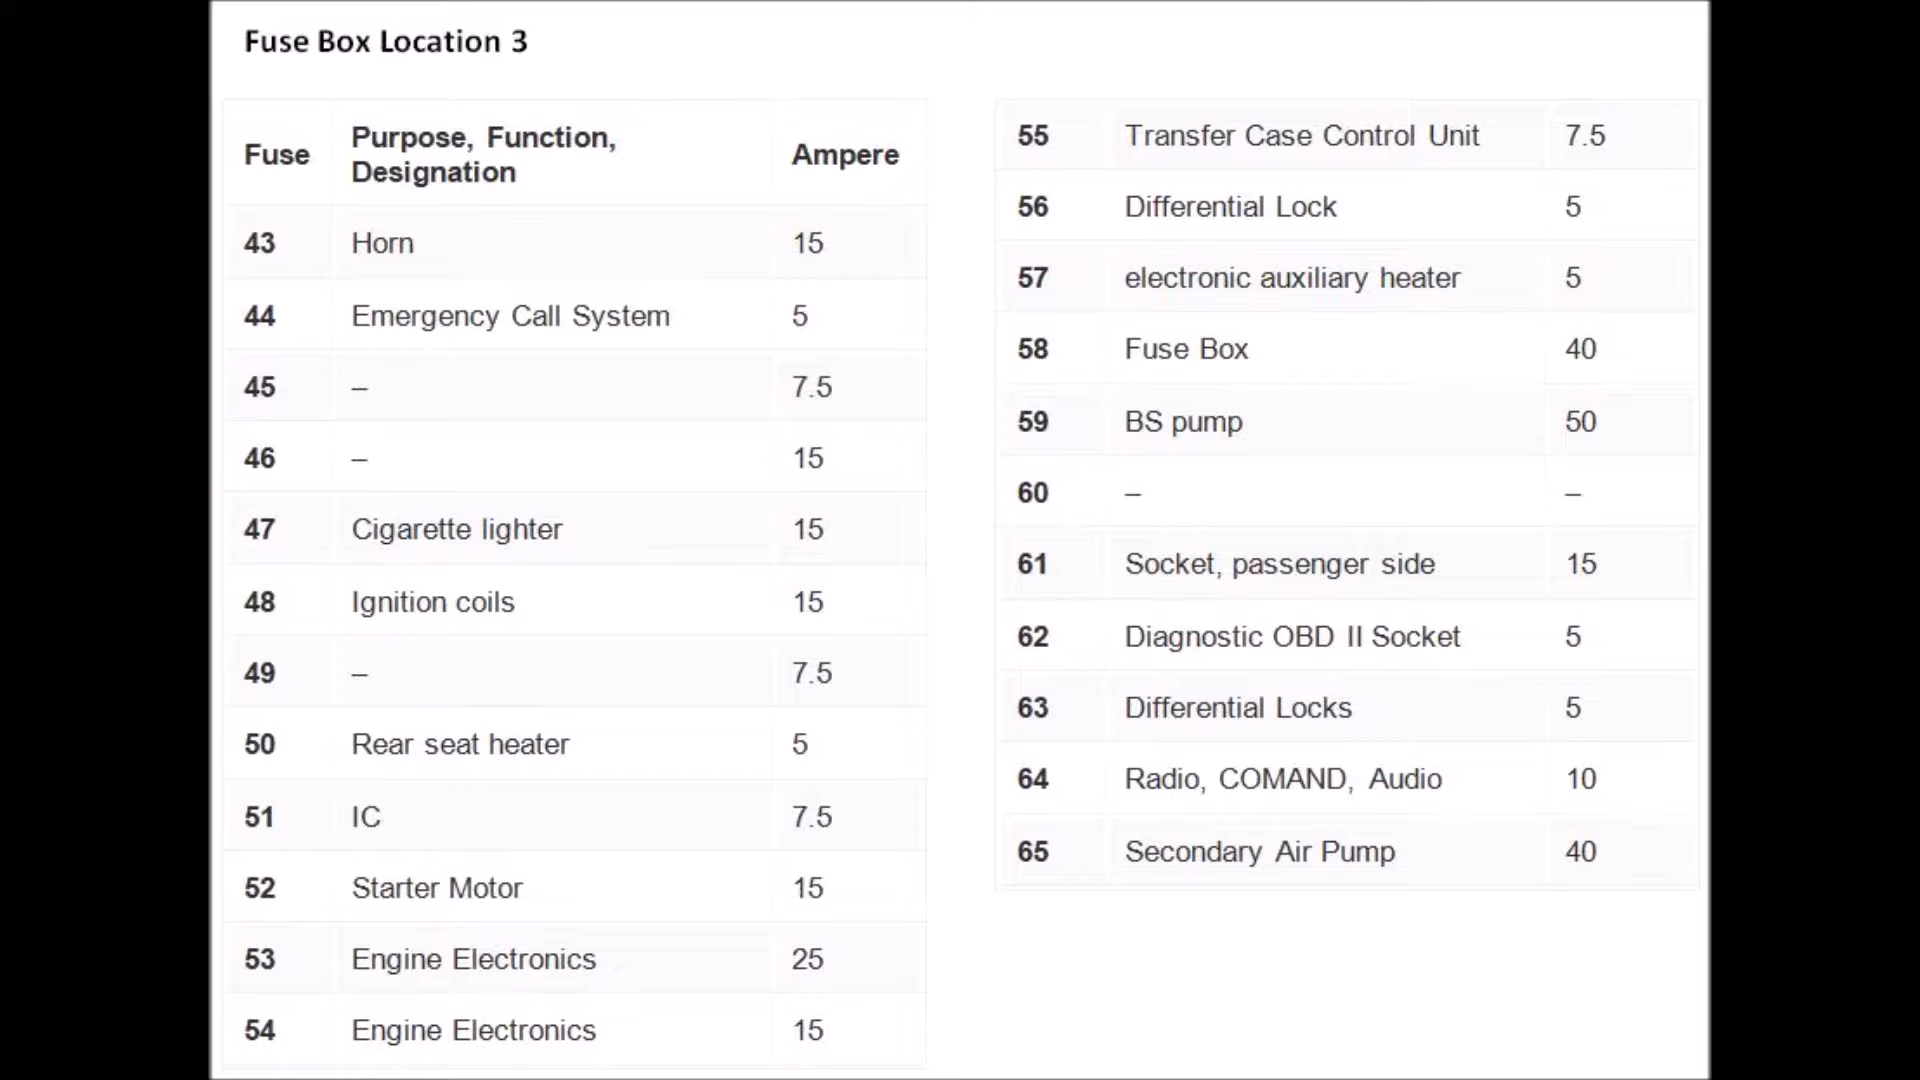 Fuse Box Location 3
Fuse Purpose, Function, Designation Ampere
43 Horn 15
44 Emergency Call System 5
45 – 7.5
46 – 15
47 Cigarette lighter 15
48 Ignition coils 15
49 – 7.5
50 Rear seat heater 5
51 IC 7.5
52 Starter Motor 15
53 Engine Electronics 25
54 Engine Electronics 15
55 Transfer Case Control Unit 7.5
56 Differential Lock 5
57 electronic auxiliary heater 5
58 Fuse Box 40
59 BS pump 50
60 – –
61 Socket, passenger side 15
62 Diagnostic OBD II Socket 5
63 Differential Locks 5
64 Radio, COMAND, Audio 10
65 Secondary Air Pump 40